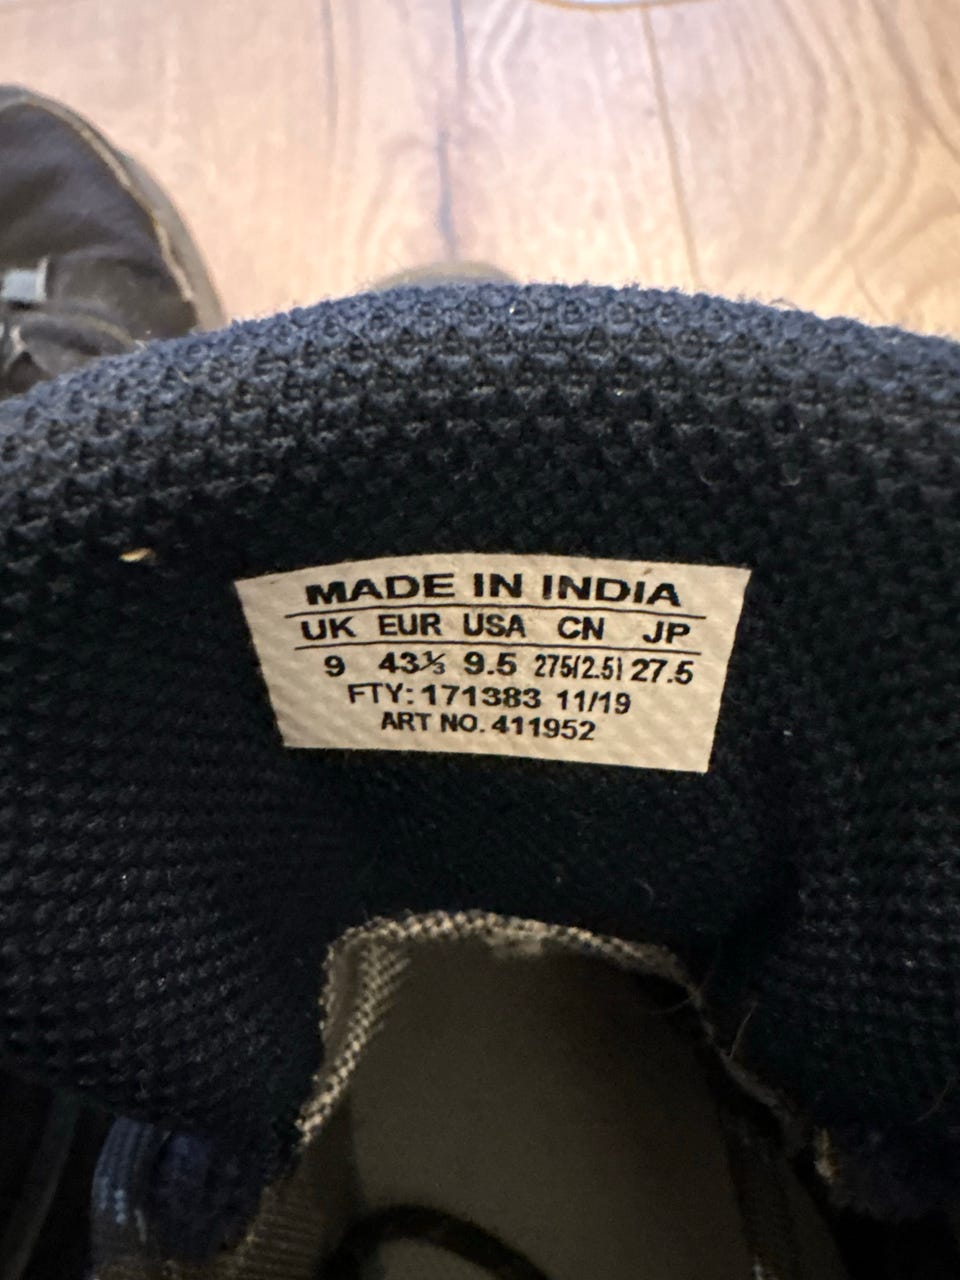 MADE IN INDIA
UK EUR USA CN JP
9 43⅓ 9.5 275(2.5) 27.5
FTY: 171383 11/19
ART NO. 411952